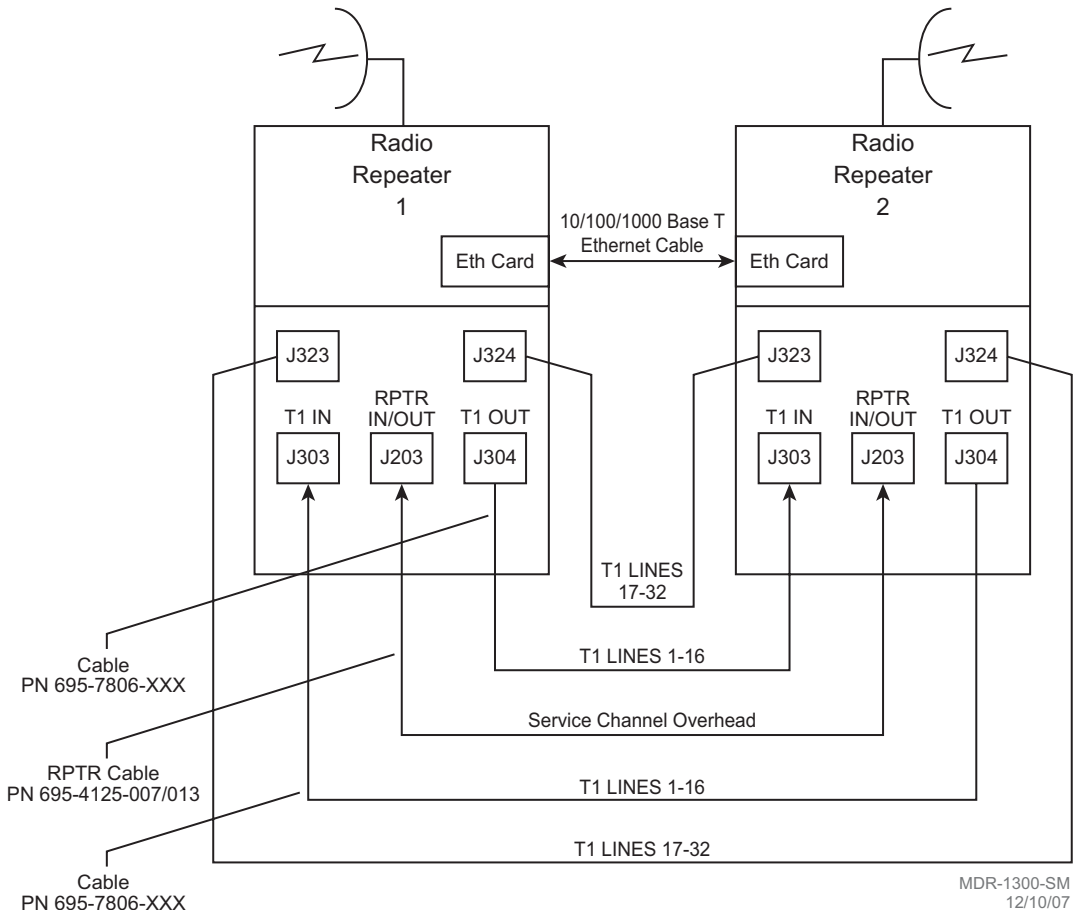 Radio
Repeater
1
Radio
Repeater
2
10/100/1000 Base T
Ethernet Cable
Eth Card
Eth Card
J323
J324
J323
J324
T1 IN
RPTR
IN/OUT
T1 OUT
T1 IN
RPTR
IN/OUT
T1 OUT
J303
J203
J304
J303
J203
J304
T1 LINES
17-32
T1 LINES 1-16
Cable
PN 695-7806-XXX
Service Channel Overhead
RPTR Cable
PN 695-4125-007/013
T1 LINES 1-16
T1 LINES 17-32
Cable
PN 695-7806-XXX
MDR-1300-SM
12/10/07